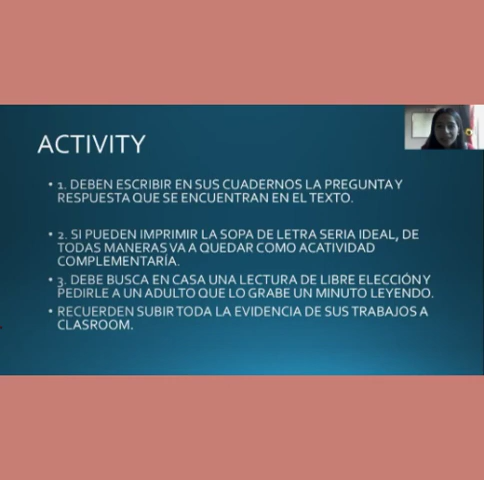 ACTIVITY
• 1. DEBEN ESCRIBIR EN SUS CUADERNOS LA PREGUNTA Y
RESPUESTA QUE SE ENCUENTRAN EN EL TEXTO.
• 2. SI PUEDEN IMPRIMIR LA SOPA DE LETRA SERIA IDEAL, DE
TODAS MANERAS VA A QUEDAR COMO ACATIVIDAD
COMPLEMENTARÍA.
• 3. DEBE BUSCA EN CASA UNA LECTURA DE LIBRE ELECCIÓN Y
PEDIRLE A UN ADULTO QUE LO GRABE UN MINUTO LEYENDO.
• RECUERDEN SUBIR TODA LA EVIDENCIA DE SUS TRABAJOS A
CLASROOM.